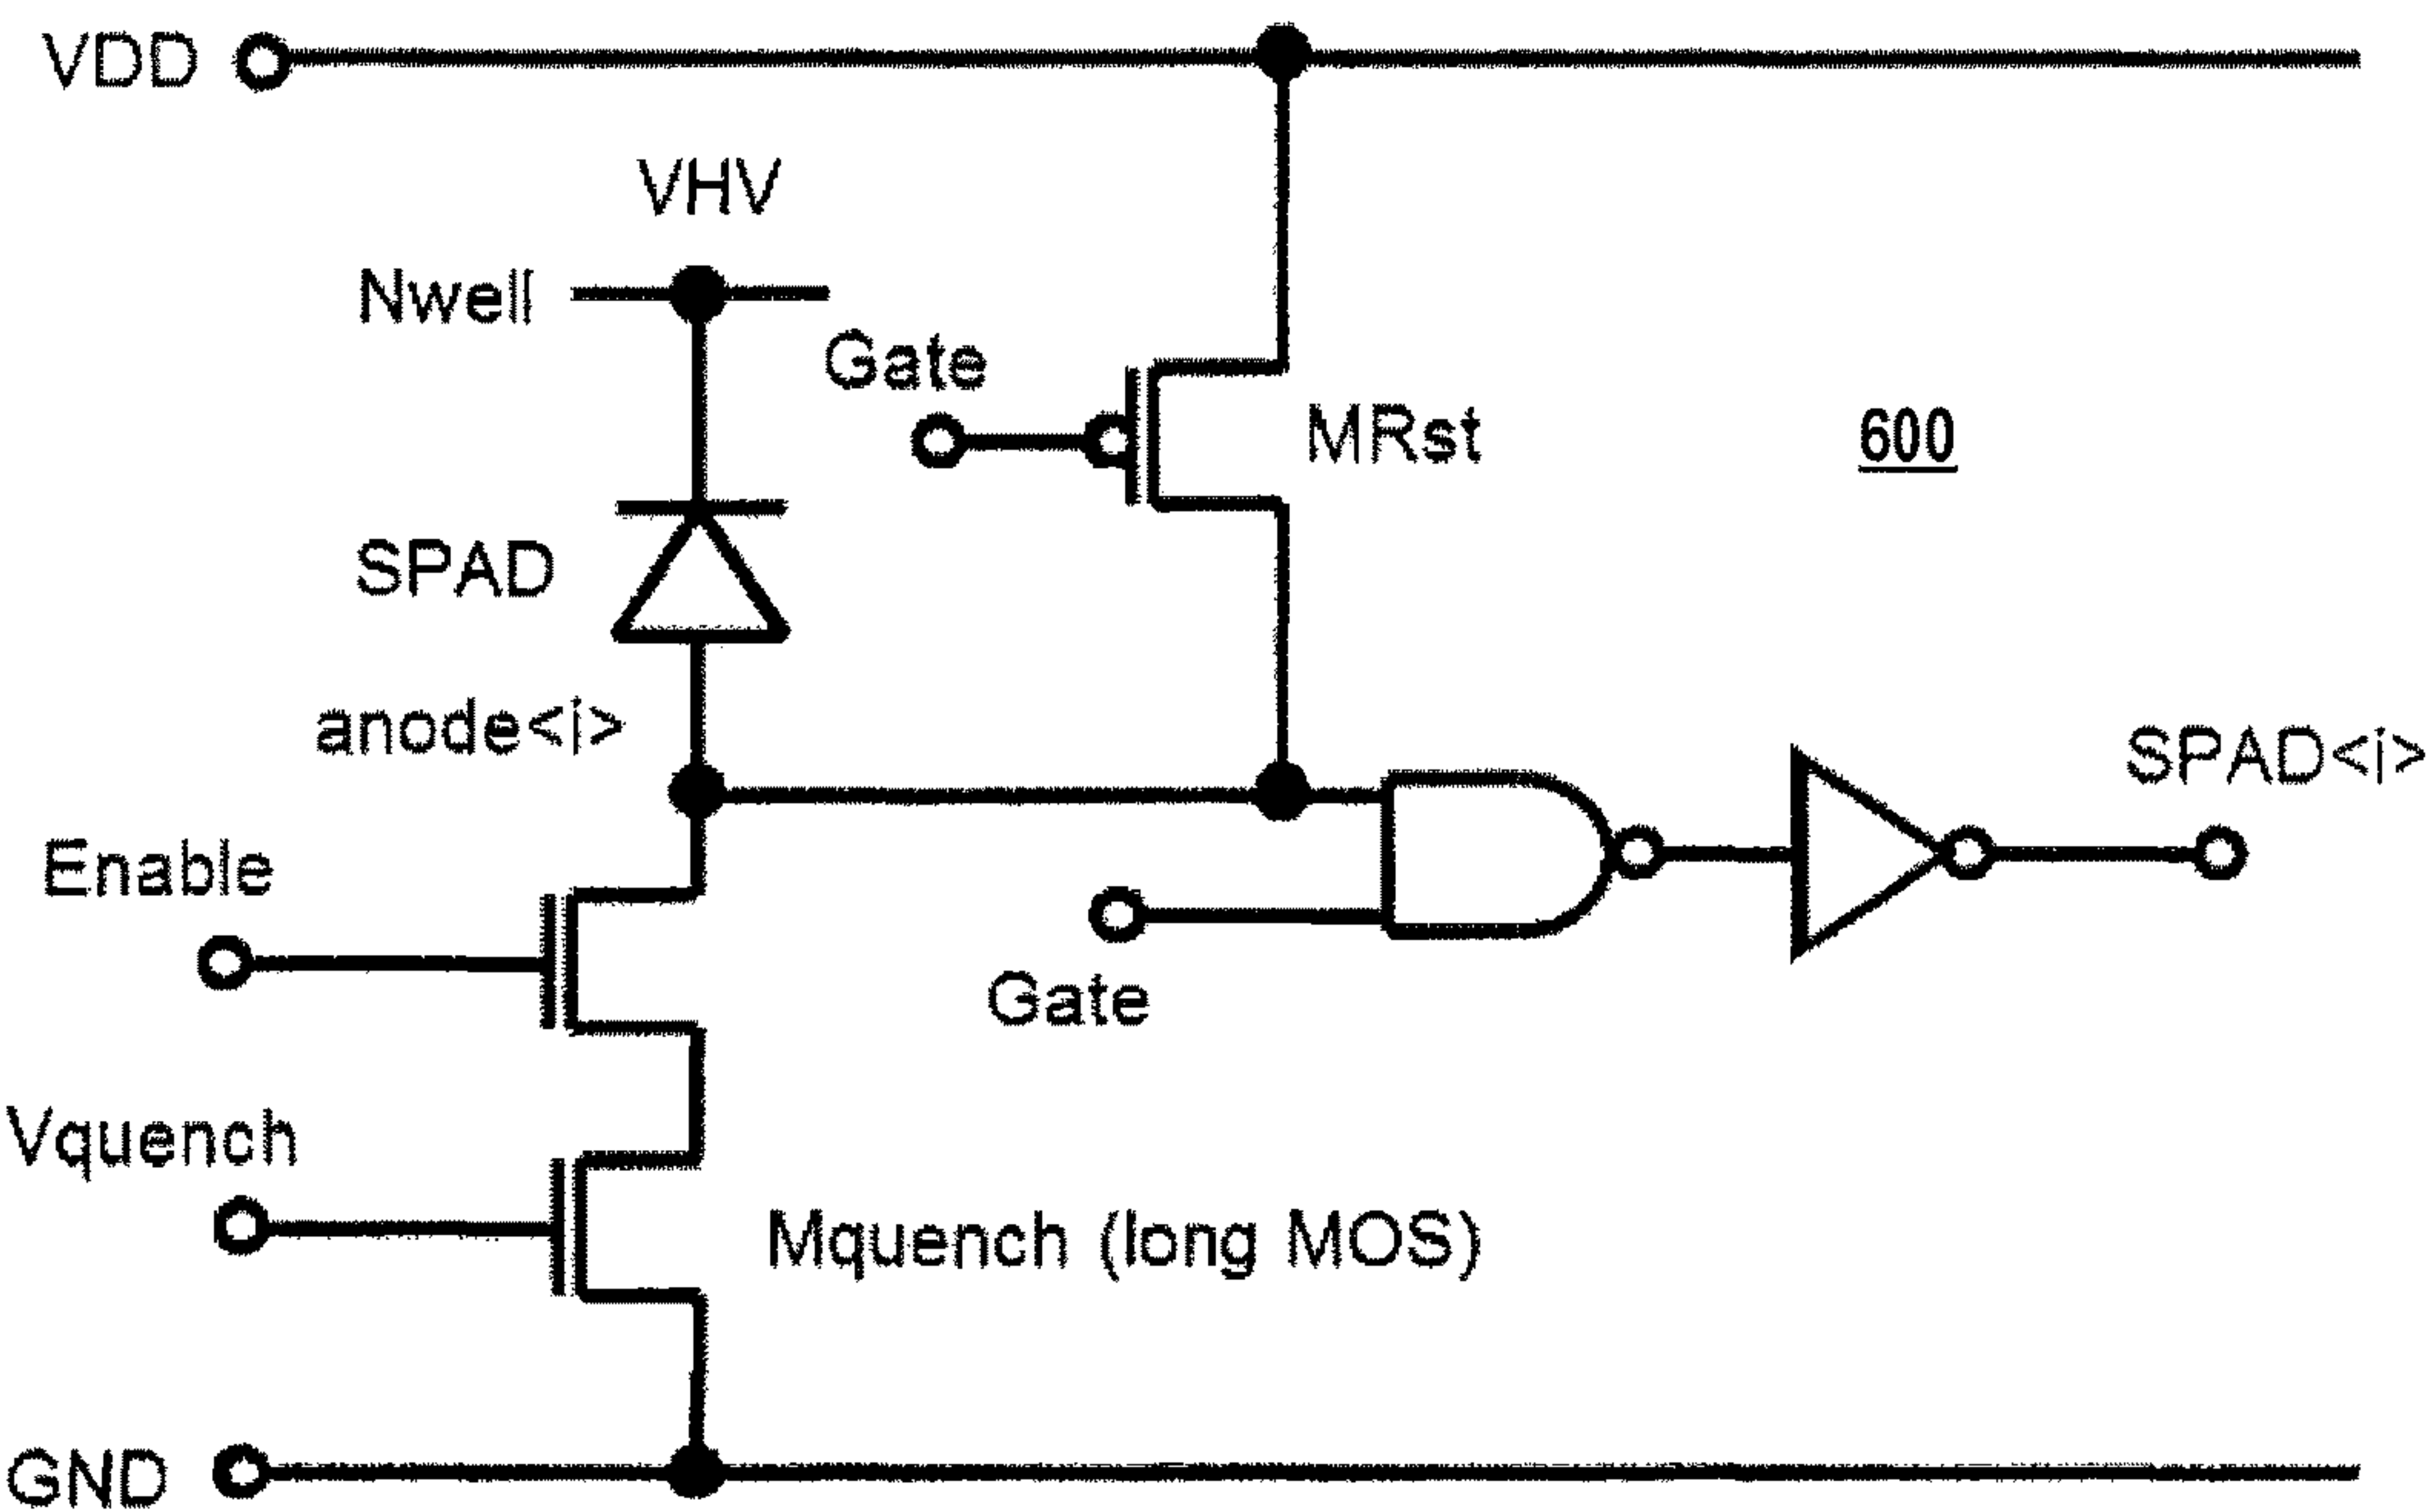 VDD
VHV
Nwell
Gate
MRst
600
SPAD
anode<i>
SPAD<i>
Enable
Gate
Vquench
Mquench (long MOS)
GND